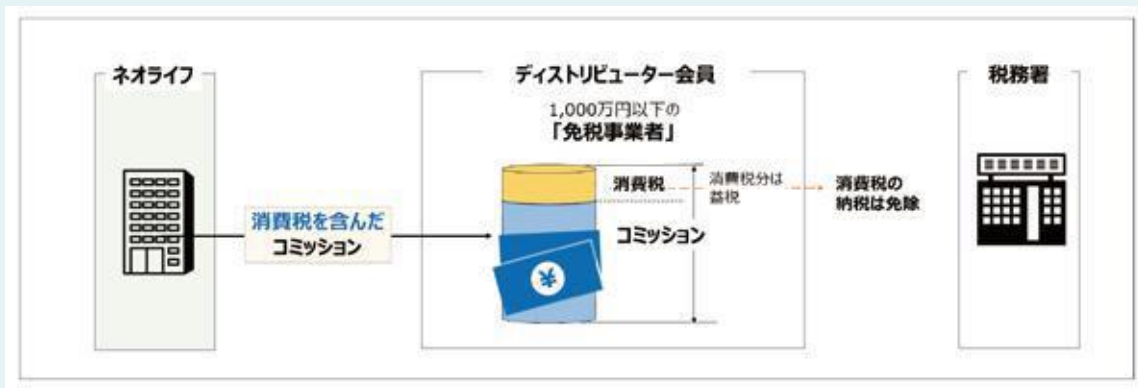 ネオライフ
消費税を含んだ
コミッション
ディストリビューター会員
1,000万円以下の
「免税事業者」
消費税
消費税分は
益税
コミッション
消費税の
納税は免除
税務署